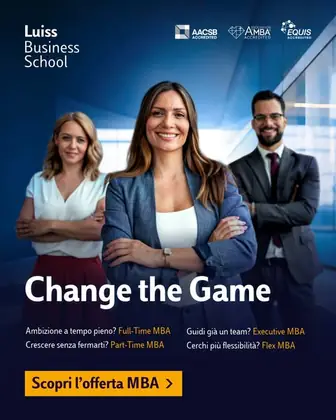 Luiss
Business
School
AACSB
ACCREDITED
AMBA
ACCREDITED
EQUIS
ACCREDITED
Change the Game
Ambizione a tempo pieno? Full-Time MBA
Crescere senza fermarti? Part-Time MBA
Guidi già un team? Executive MBA
Cerchi più flessibilità? Flex MBA
Scopri l'offerta MBA >